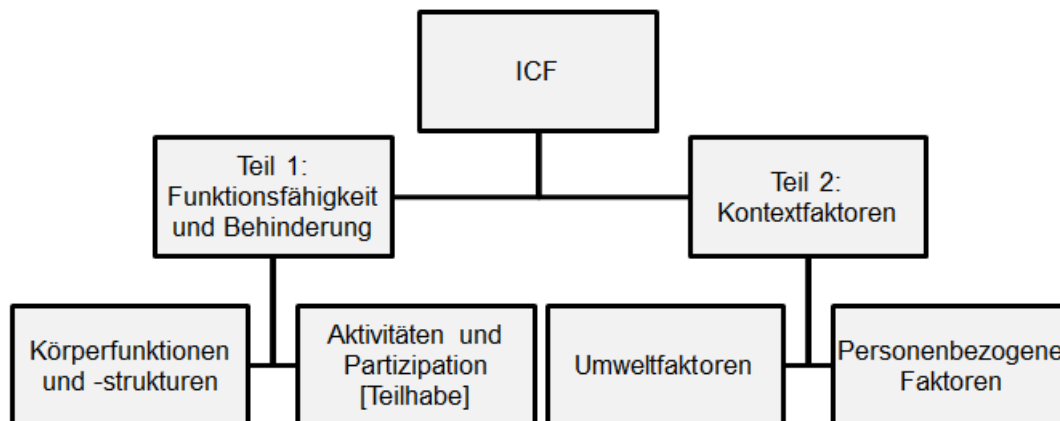 ICF
Teil 1:
Funktionsfähigkeit
und Behinderung
Teil 2:
Kontextfaktoren
Körperfunktionen
und -strukturen
Aktivitäten und
Partizipation
[Teilhabe]
Umweltfaktoren
Personenbezogene
Faktoren